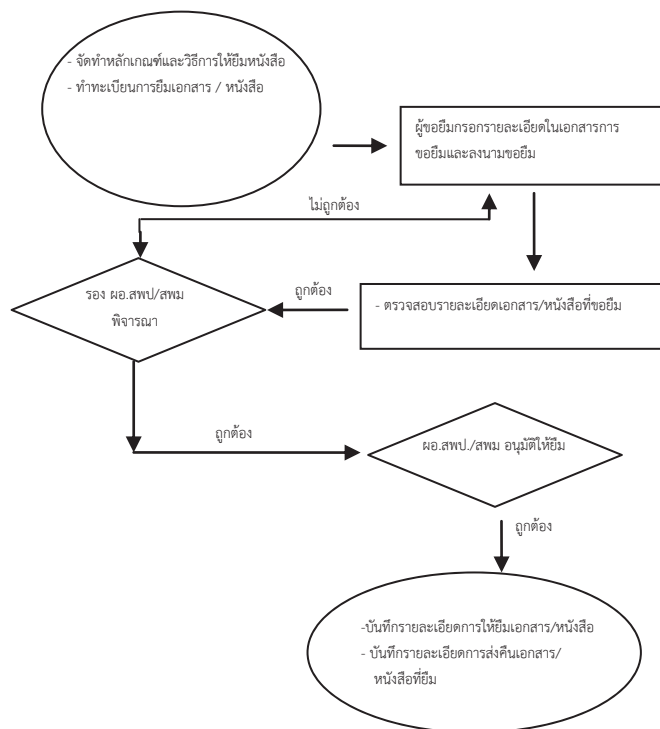 - จัดทำหลักเกณฑ์และวิธีการให้ยืมหนังสือ
- ทำทะเบียนการยืมเอกสาร / หนังสือ
ผู้ขอยืมกรอกรายละเอียดในเอกสารการ
ขอยืมและลงนามขอยืม
ไม่ถูกต้อง
รอง ผอ.สพป/สพม
พิจารณา
ถูกต้อง
- ตรวจสอบรายละเอียดเอกสาร/หนังสือที่ขอยืม
ถูกต้อง
ผอ.สพป./สพม อนุมัติให้ยืม
ถูกต้อง
-บันทึกรายละเอียดการให้ยืมเอกสาร/หนังสือ
- บันทึกรายละเอียดการส่งคืนเอกสาร/
หนังสือที่ยืม